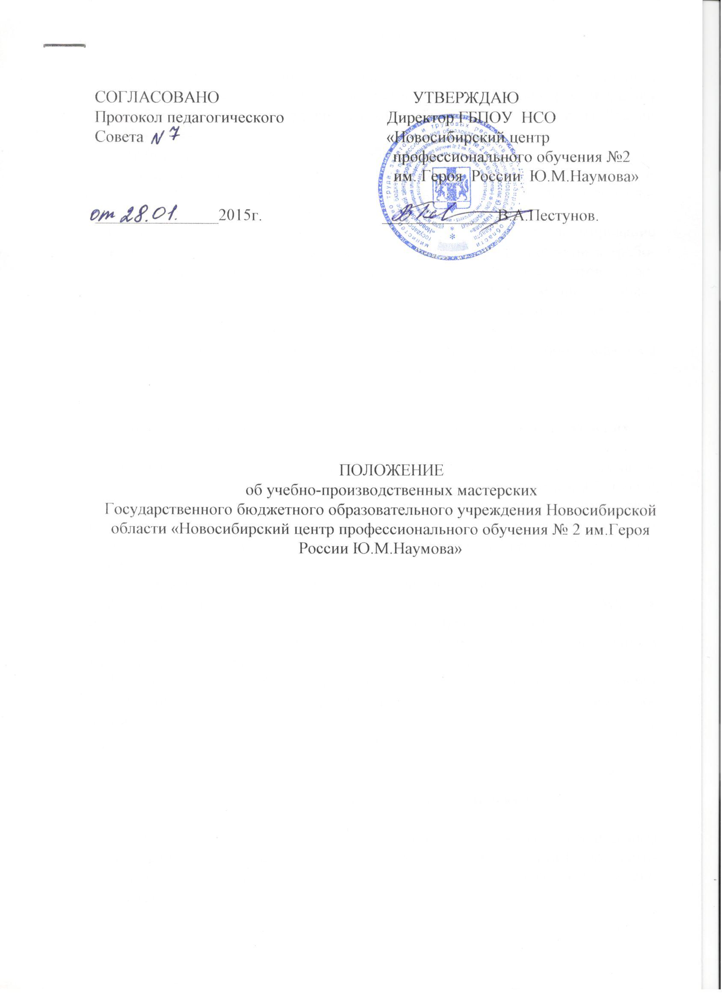 СОГЛАСОВАНО
Протокол педагогического
Совета N 7
от 28.01. 2015г.
УТВЕРЖДАЮ
Директор ГБПОУ НСО
«Новосибирский центр
профессионального обучения №2
им. Героя России Ю.М.Наумова»
В.А.Пестунов.
ПОЛОЖЕНИЕ
об учебно-производственных мастерских
Государственного бюджетного образовательного учреждения Новосибирской
области «Новосибирский центр профессионального обучения № 2 им.Героя
России Ю.М.Наумова»